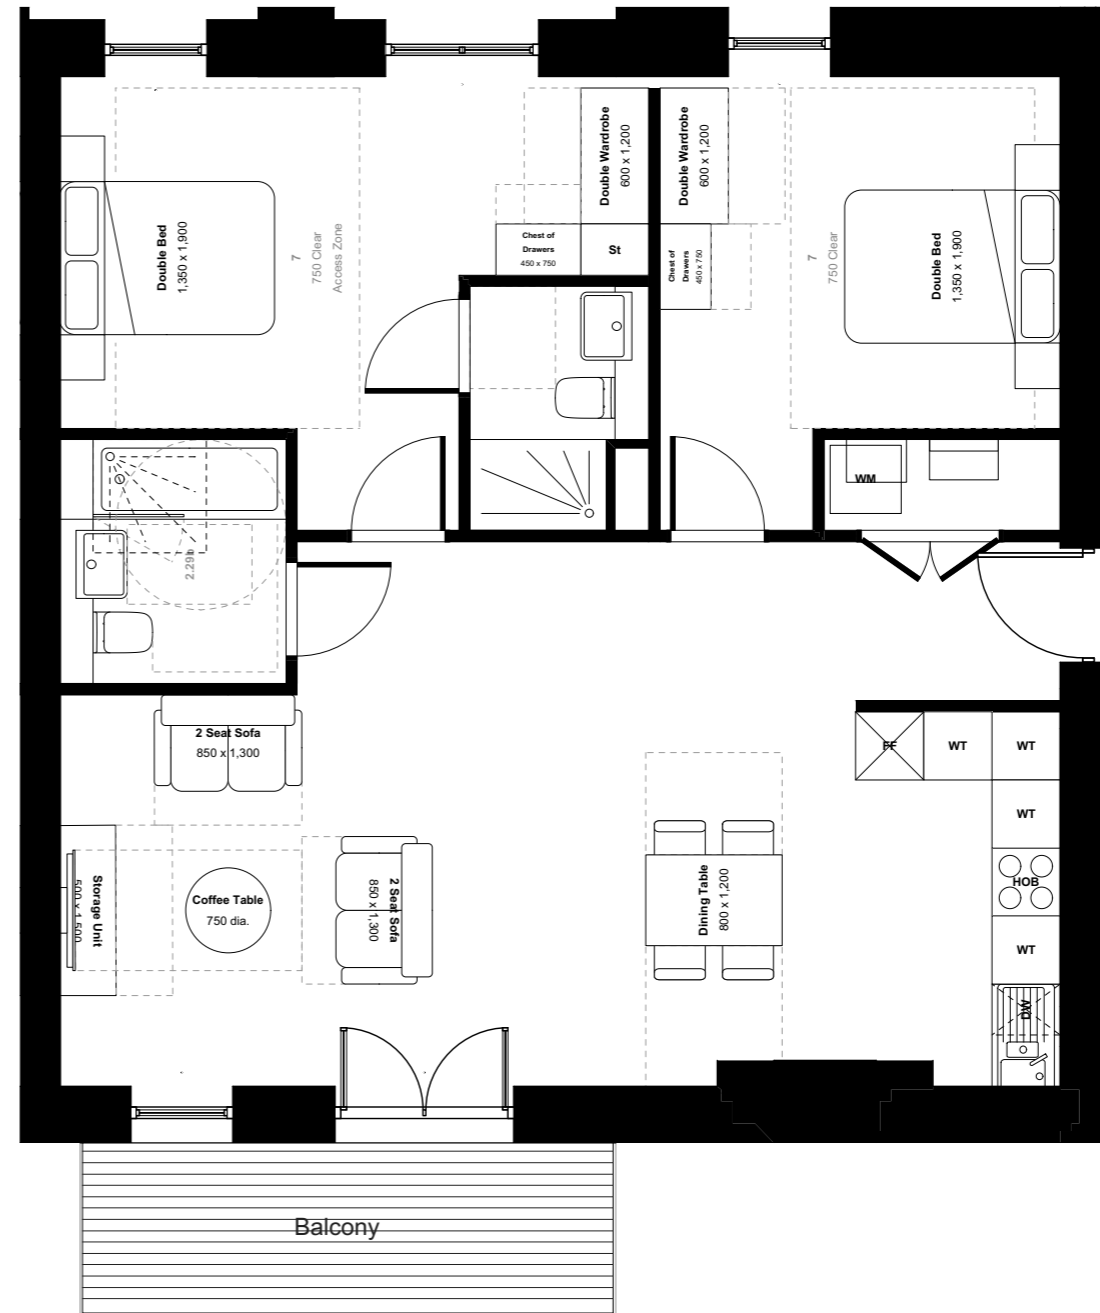 Double Bed
1,350 x 1,900
7
750 Clear
Access Zone
Double Wardrobe
600 x 1,200
Chest of
Drawers
450 x 750
St
Double Wardrobe
600 x 1,200
Chest of
Drawers
450 x 750
7
750 Clear
Double Bed
1,350 x 1,900
WM
2 Seat Sofa
850 x 1,300
FF
WT
WT
WT
HOB
WT
DW
Storage Unit
500 x 1,500
Coffee Table
750 dia.
2 Seat Sofa
850 x 1,300
Dining Table
800 x 1,200
Balcony